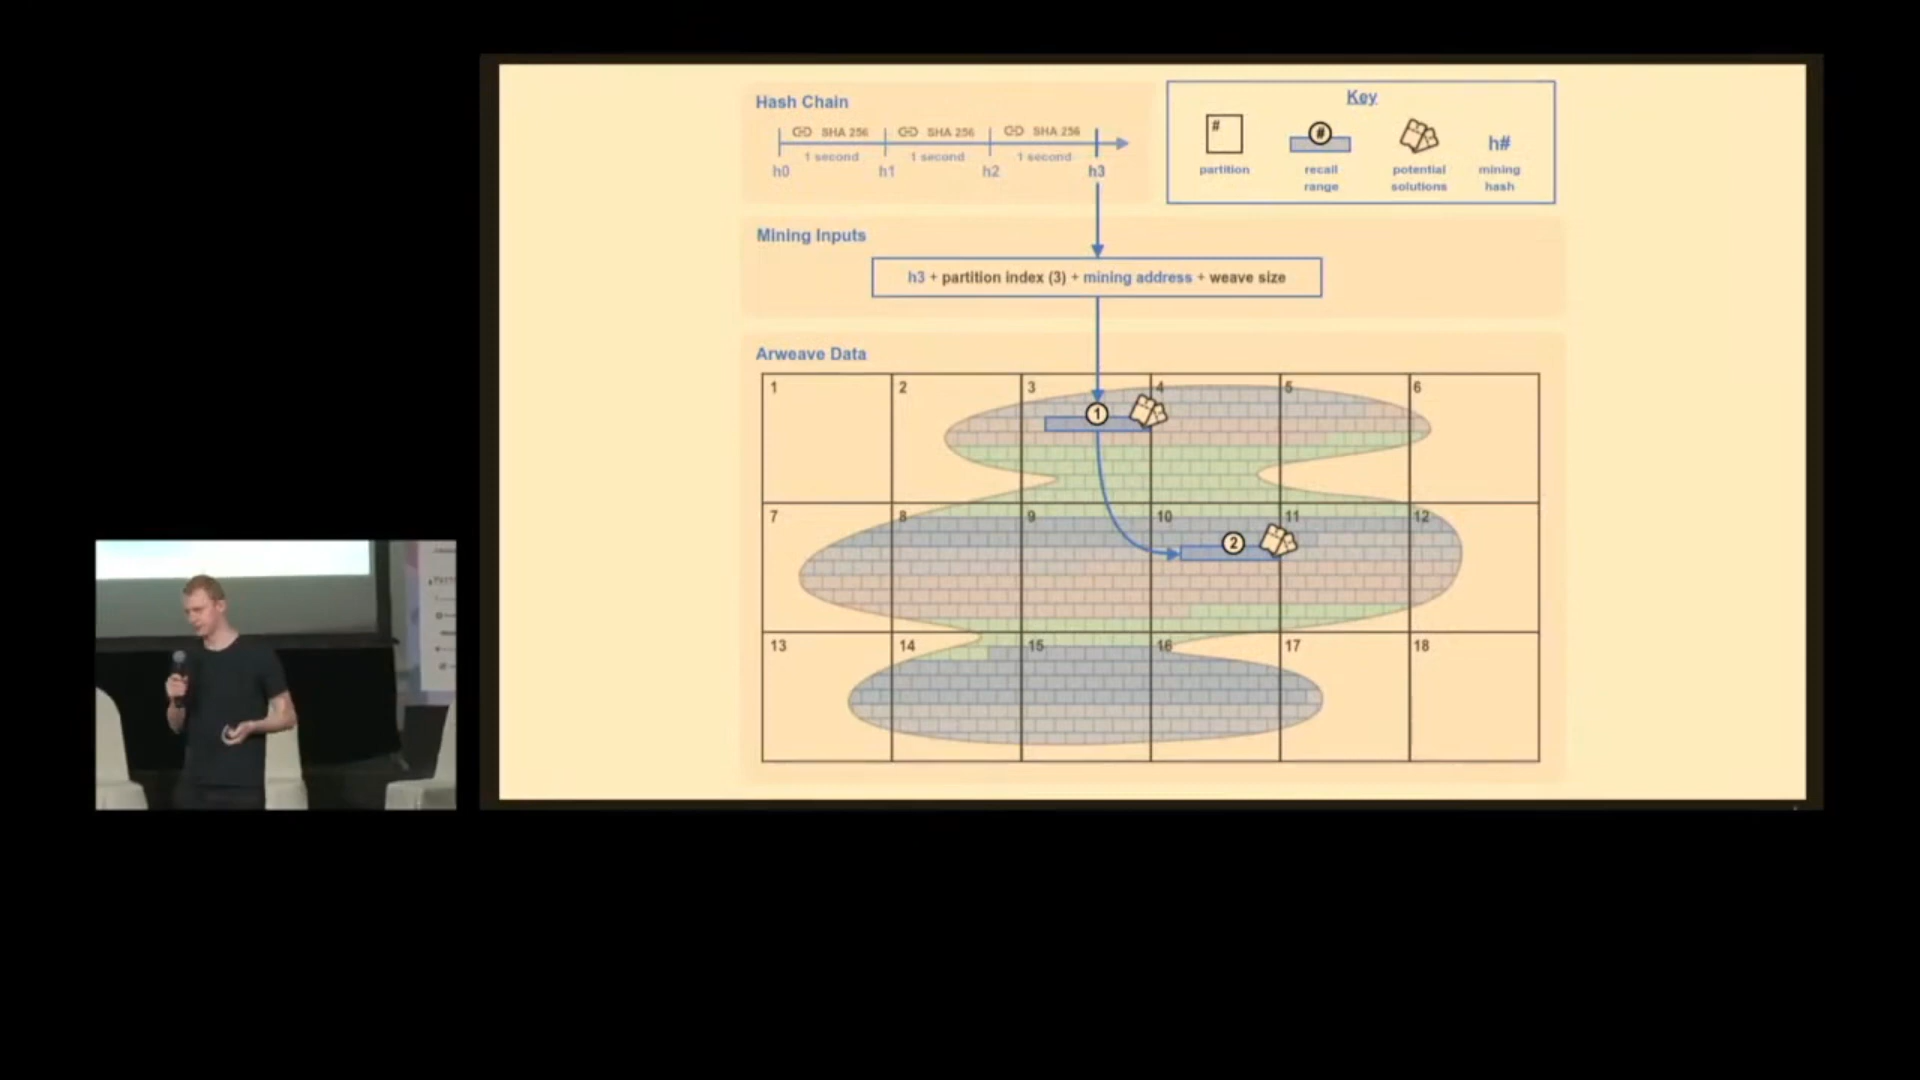 Hash Chain
SHA 256 SHA 256 SHA 256
1 second 1 second 1 second
h0 h1 h2 h3
Key
#
#
h#
partition
recall
range
potential
solutions
mining
hash
Mining Inputs
h3 + partition index (3) + mining address + weave size
Arweave Data
1 2 3 4 5 6
1
7 8 9 10 11 12
2
13 14 15 16 17 18